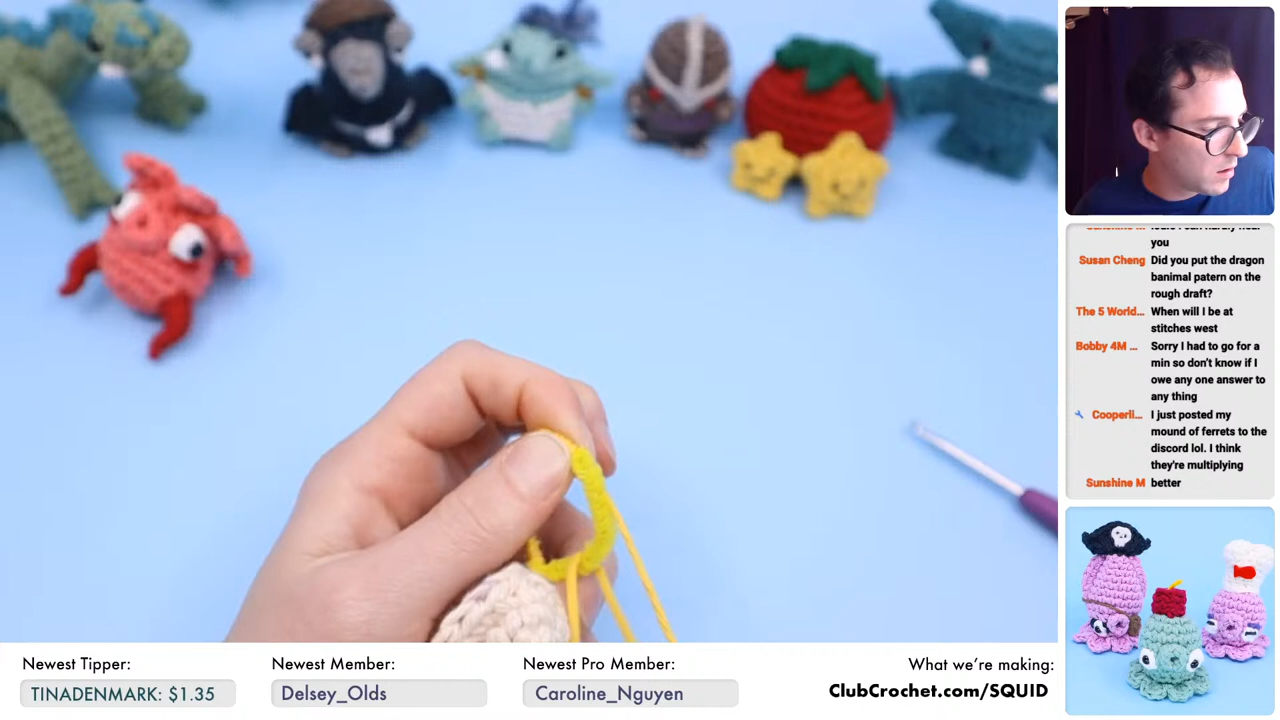 you
Susan Cheng Did you put the dragon
banimal patern on the
rough draft?
The 5 World... When will I be at
stitches west
Bobby 4M ... Sorry I had to go for a
min so don't know if I
owe any one answer to
any thing
Cooperli... I just posted my
mound of ferrets to the
discord lol. I think
they're multiplying
Sunshine M better
Newest Tipper:
TINADENMARK: $1.35
Newest Member:
Delsey_Olds
Newest Pro Member:
Caroline_Nguyen
What we're making:
ClubCrochet.com/SQUID